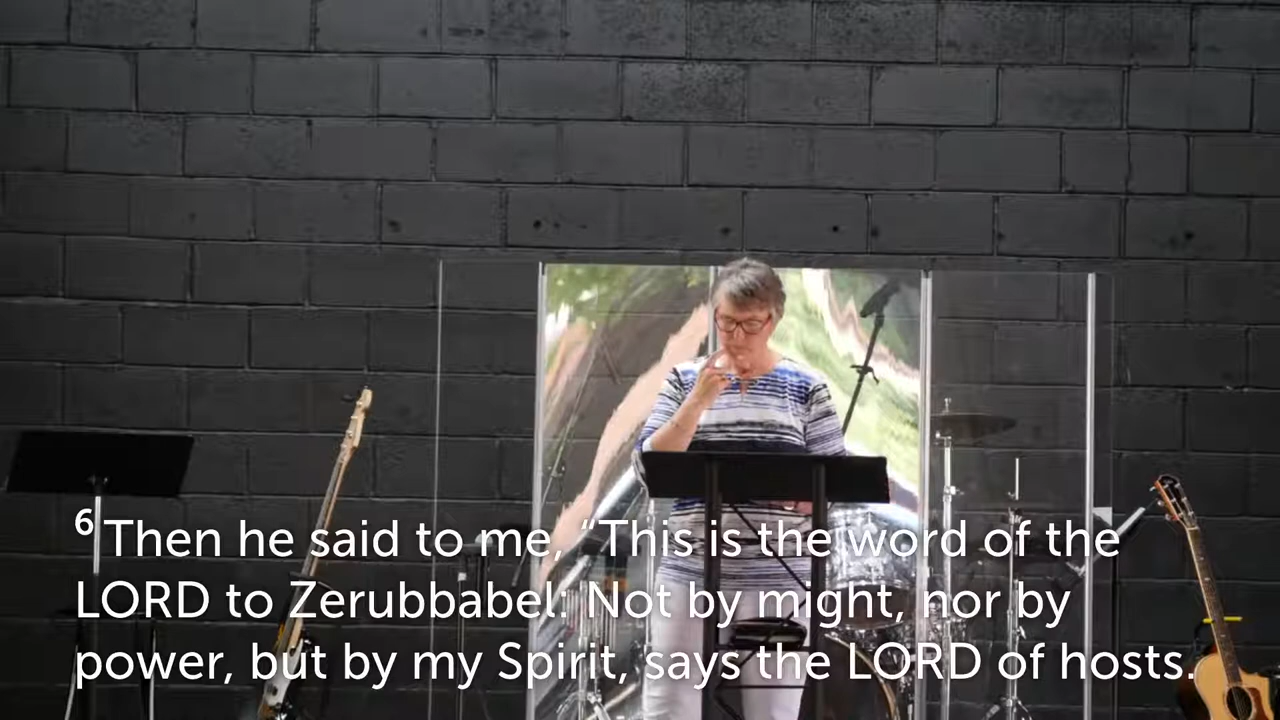 6 Then he said to me, “This is the word of the
LORD to Zerubbabel: Not by might, nor by
power, but by my Spirit, says the LORD of hosts.